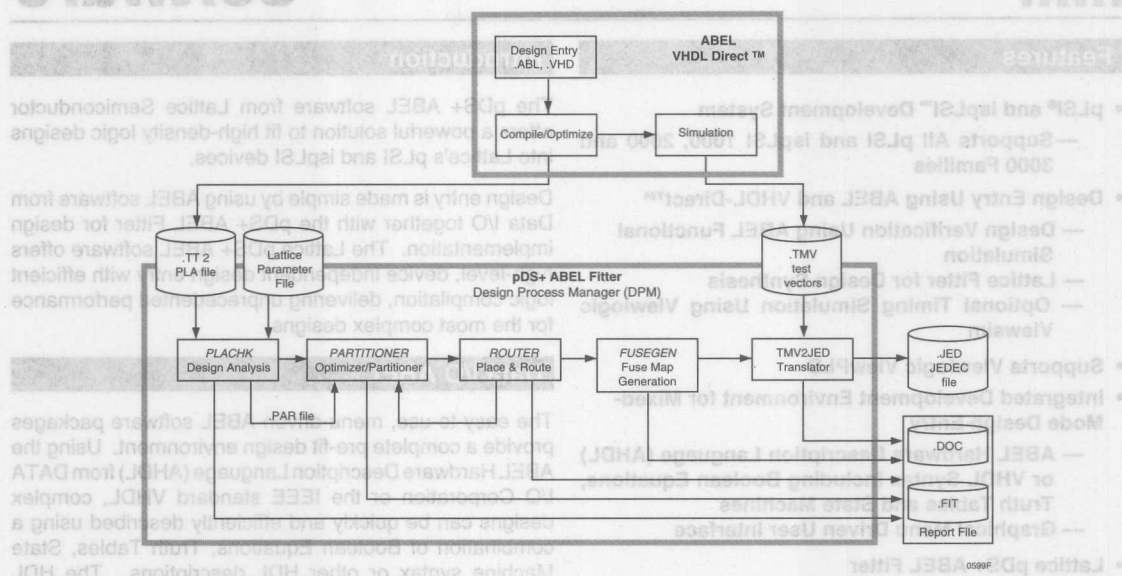 Design Entry
.ABL, .VHD
ABEL
VHDL Direct ™
Compile/Optimize
Simulation
.TT 2
PLA file
Lattice
Parameter
File
.TMV
test
vectors
pDS+ ABEL Fitter
Design Process Manager (DPM)
PLACHK
Design Analysis
PARTITIONER
Optimizer/Partitioner
ROUTER
Place & Route
FUSEGEN
Fuse Map
Generation
TMV2JED
Translator
.JED
JEDEC
file
.PAR file
.DOC
.FIT
Report File
0599F
Features
Introduction
• pLSI® and ispLSI™ Development System
— Supports All pLSI and ispLSI 1000, 2000 and
3000 Families
• Design Entry Using ABEL and VHDL-Direct™
— Design Verification Using ABEL Functional
Simulation
— Lattice Fitter for Design Synthesis
— Optional Timing Simulation Using Viewlogic
• Supports Viewlogic
• Integrated Development Environment for Mixed-
Mode Design Entry
— ABEL Hardware Description Language (AHDL)
or VHDL Syntax Including Boolean Equations,
Truth Tables and State Machines
— Graphical Menu Driven User Interface
• Lattice pDS+ ABEL Fitter
The pDS+ ABEL software from Lattice Semiconductor
a powerful solution to fit high-density logic designs
into Lattice's pLSI and ispLSI devices.
Design entry is made simple by using ABEL software from
Data I/O together with the pDS+ ABEL Fitter for design
implementation. The Lattice pDS+ ABEL software offers
device independent design entry with efficient
logic compilation, delivering unprecedented performance
for the most complex designs.
The easy to use, menu driven ABEL software packages
provide a complete pre-fit design environment. Using the
ABEL Hardware Description Language (AHDL) from DATA
I/O Corporation or the IEEE standard VHDL, complex
designs can be quickly and efficiently described using a
combination of Boolean Equations, Truth Tables, State
Machine syntax or other HDL descriptions. The HDL